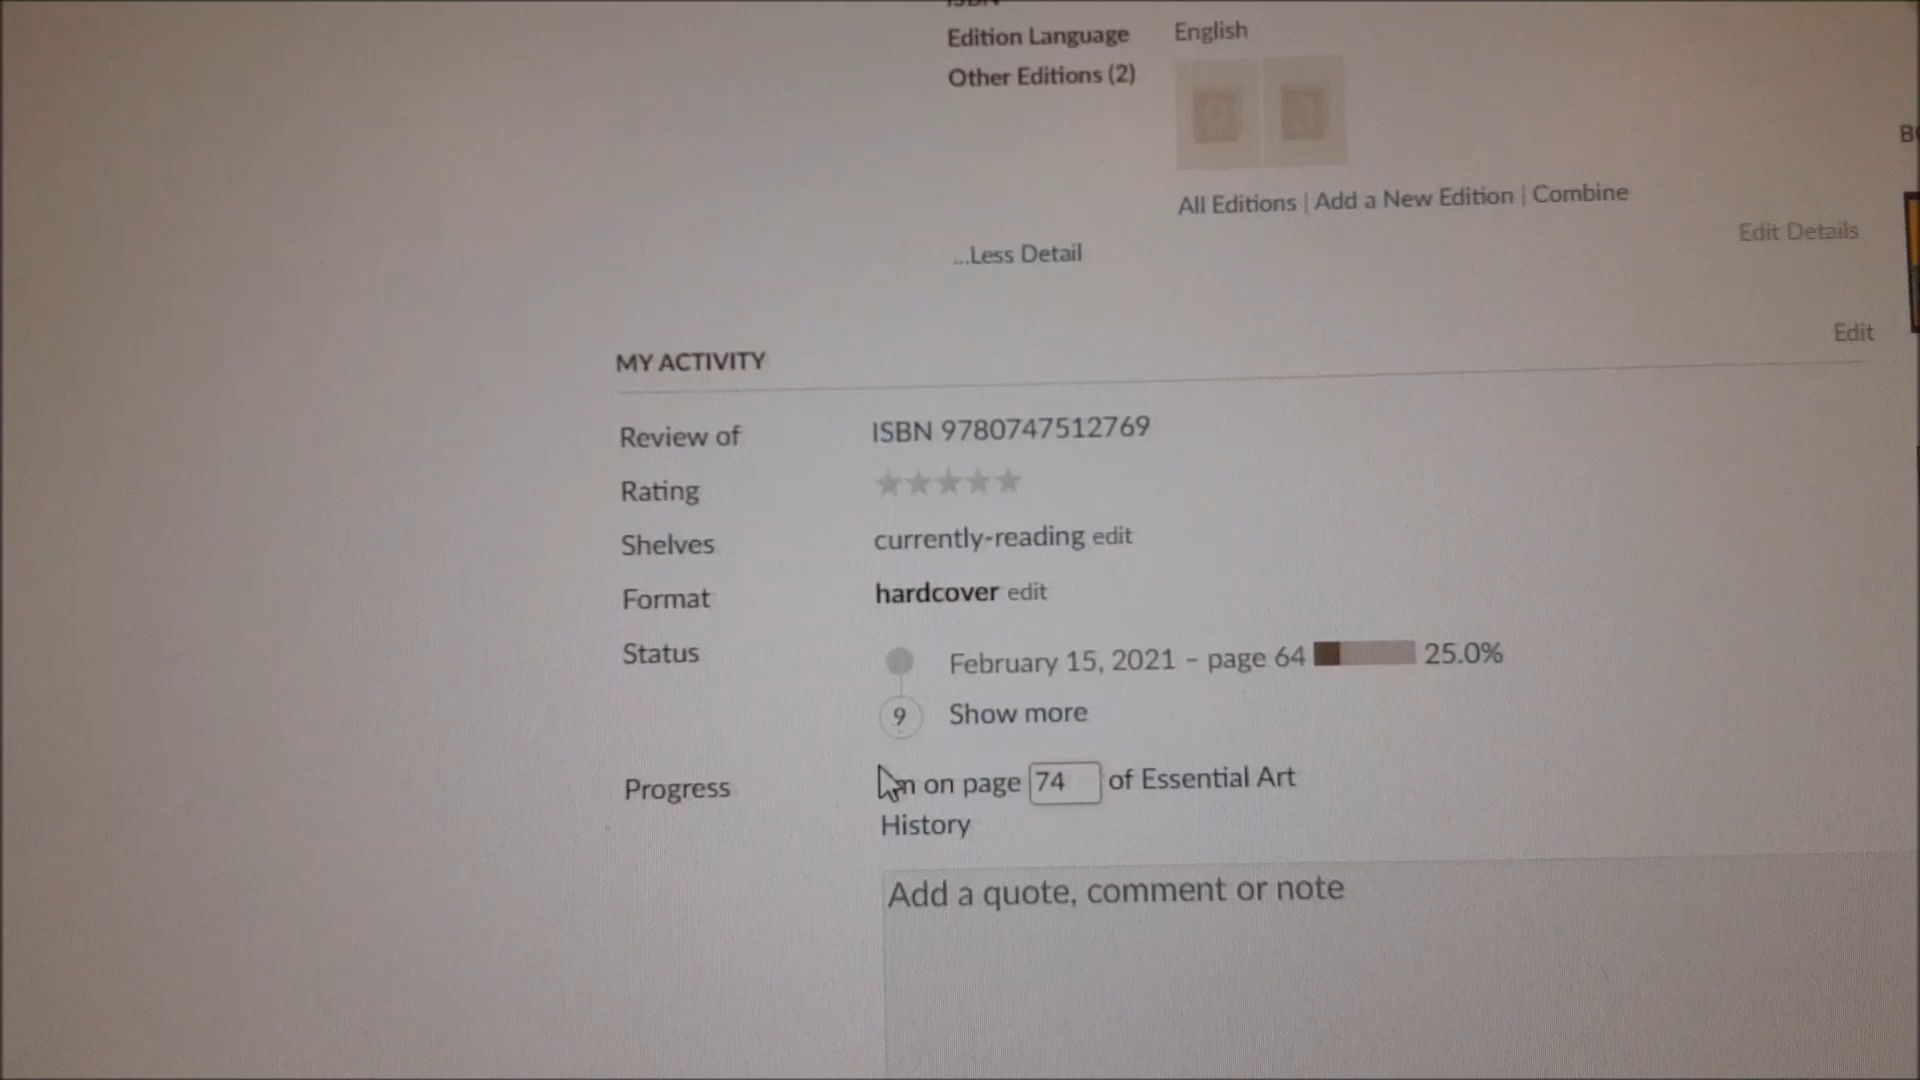 Edition Language English
Other Editions (2)
All Editions | Add a New Edition | Combine
Edit Details
...Less Detail
Edit
MY ACTIVITY
Review of ISBN 9780747512769
Rating
Shelves currently-reading edit
Format hardcover edit
Status February 15, 2021 – page 64 25.0%
9 Show more
Progress on page 74 of Essential Art
History
Add a quote, comment or note